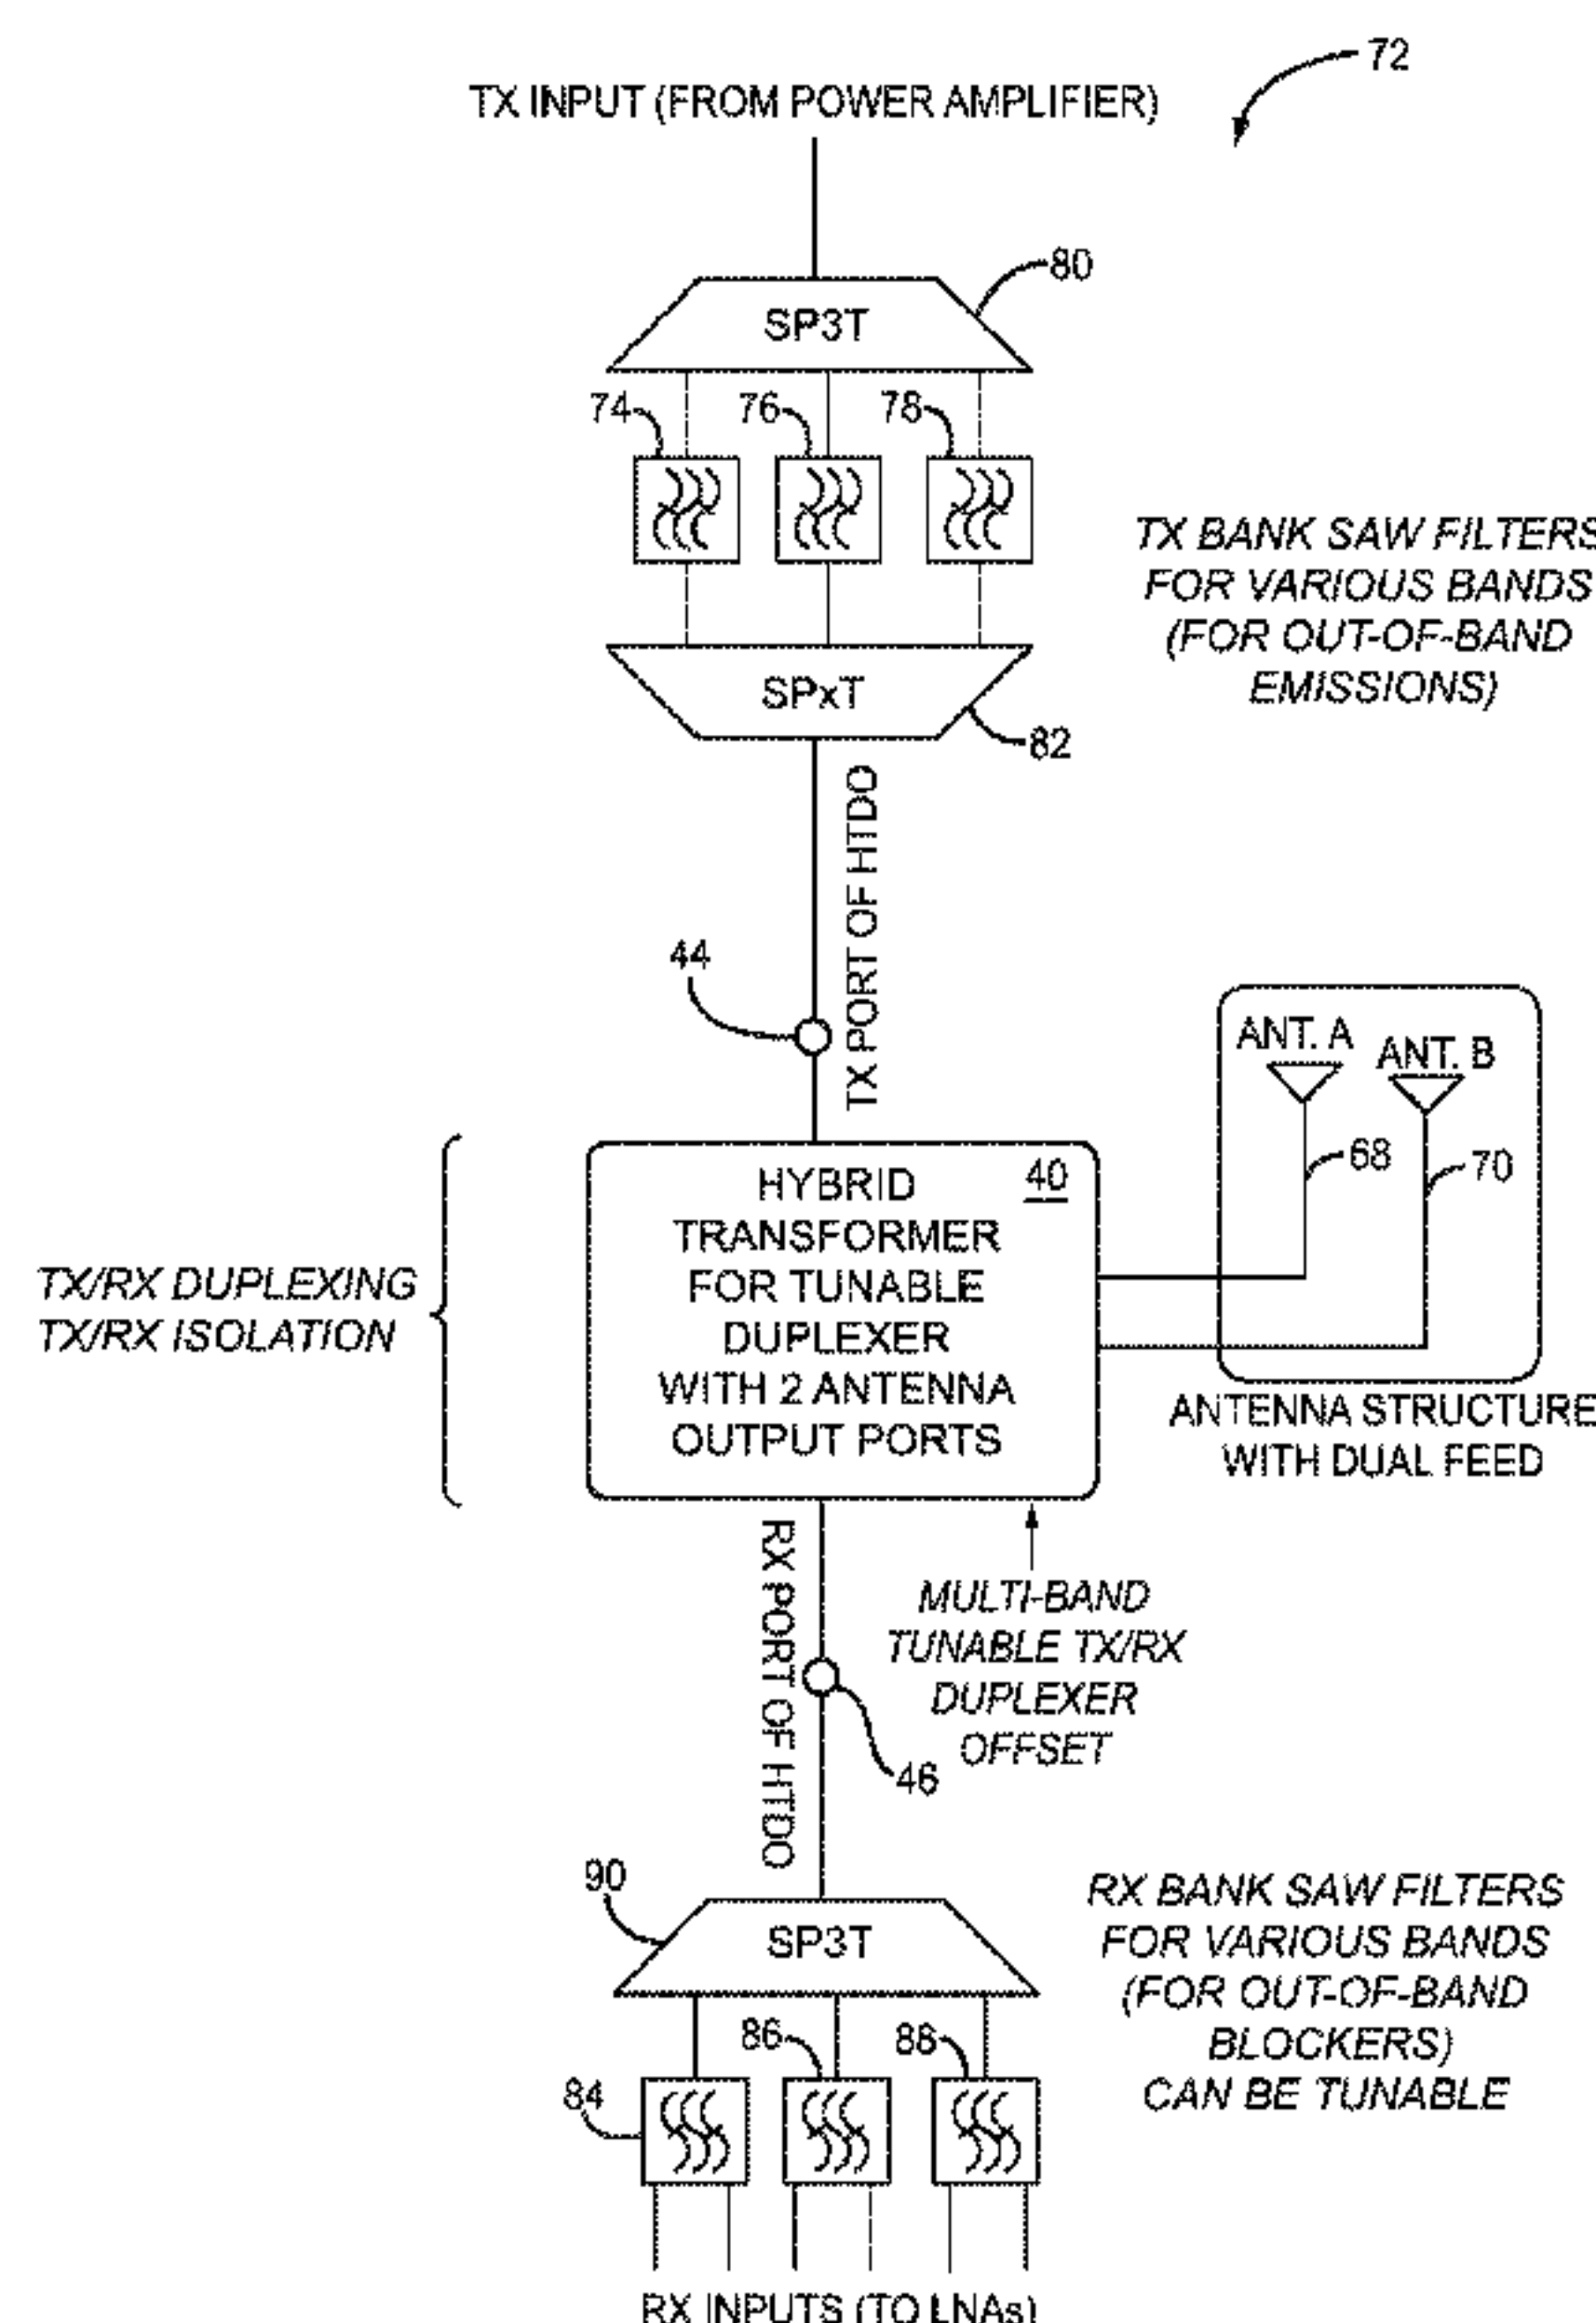 72
TX INPUT (FROM POWER AMPLIFIER)
80
SP3T
74
76
78
TX BANK SAW FILTERS
FOR VARIOUS BANDS
(FOR OUT-OF-BAND
EMISSIONS)
SPxT
82
TX PORT OF HTDO
44
ANT. A
ANT. B
68
70
HYBRID
40
TRANSFORMER
FOR TUNABLE
DUPLEXER
WITH 2 ANTENNA
OUTPUT PORTS
TX/RX DUPLEXING
TX/RX ISOLATION
ANTENNA STRUCTURE
WITH DUAL FEED
RX PORT OF HTDO
MULTI-BAND
TUNABLE TX/RX
DUPLEXER
OFFSET
46
90
SP3T
RX BANK SAW FILTERS
FOR VARIOUS BANDS
(FOR OUT-OF-BAND
BLOCKERS)
CAN BE TUNABLE
86
88
84
RX INPUTS (TO LNAs)